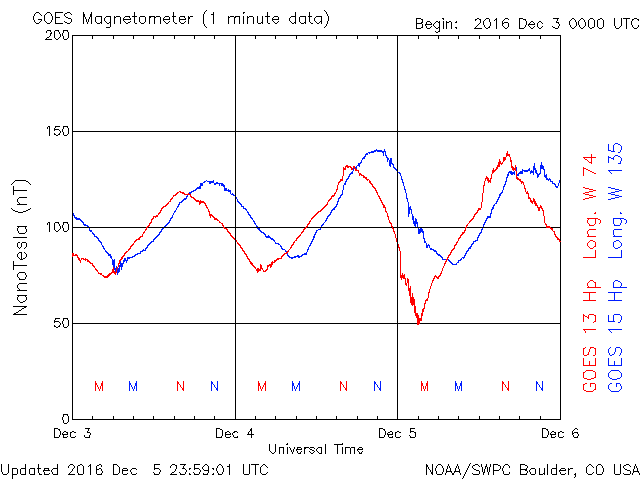 GOES Magnetometer (1 minute data)
Begin: 2016 Dec 3 0000 UTC
200
150
100
50
0
NanoTesla (nT)
M M N N M M N N M M N N
Dec 3 Dec 4 Dec 5 Dec 6
Universal Time
GOES 13 Hp Long. W 74
GOES 15 Hp Long. W 135
Updated 2016 Dec 5 23:59:01 UTC
NOAA/SWPC Boulder, CO USA